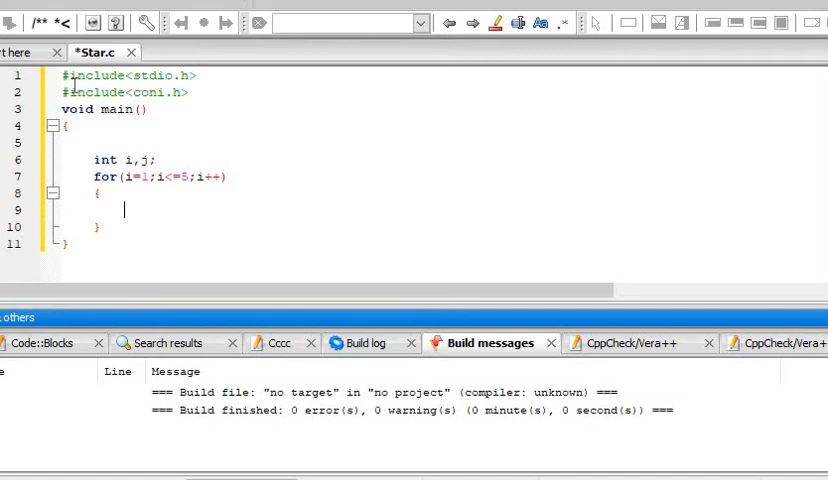 /** *<
Aa .*
rt here *Star.c
1 #include<stdio.h>
2 #include<coni.h>
3 void main()
4 {
5
6 int i,j;
7 for(i=1;i<=5;i++)
8 {
9
10 }
11 }
& others
Code::Blocks Search results Cccc Build log Build messages CppCheck/Vera++ CppCheck/Vera+
e Line Message
=== Build file: "no target" in "no project" (compiler: unknown) ===
=== Build finished: 0 error(s), 0 warning(s) (0 minute(s), 0 second(s)) ===